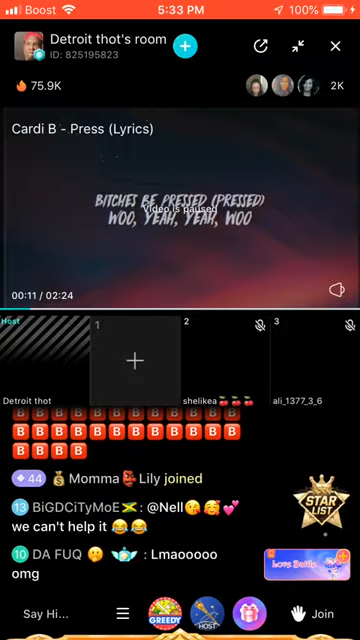 Boost 5:33 PM 100%
Detroit thot's room
ID: 825195823
75.9K
2K
Cardi B - Press (Lyrics)
BITCHES BE PRESSED (PRESSED)
Video is paused
WOO, YEAH, YEAH, WOO
00:11 / 02:24
Host
1
2
3
Detroit thot
shelikea🍒🍒🍒
ali_1377_3_6
🅱🅱🅱🅱🅱🅱🅱🅱🅱🅱🅱🅱
🅱🅱🅱🅱🅱🅱🅱🅱🅱🅱🅱🅱
🅱🅱🅱🅱
44 💰Momma💃Lily joined
13 BiGDCiTyMoE🇯🇲: @Nell😘🥰💕
we can't help it 😂😂
STAR
LIST
10 DA FUQ 🤭 : Lmaooooo
omg
Love Battle
Say Hi...
GREEDY
HOST
Join